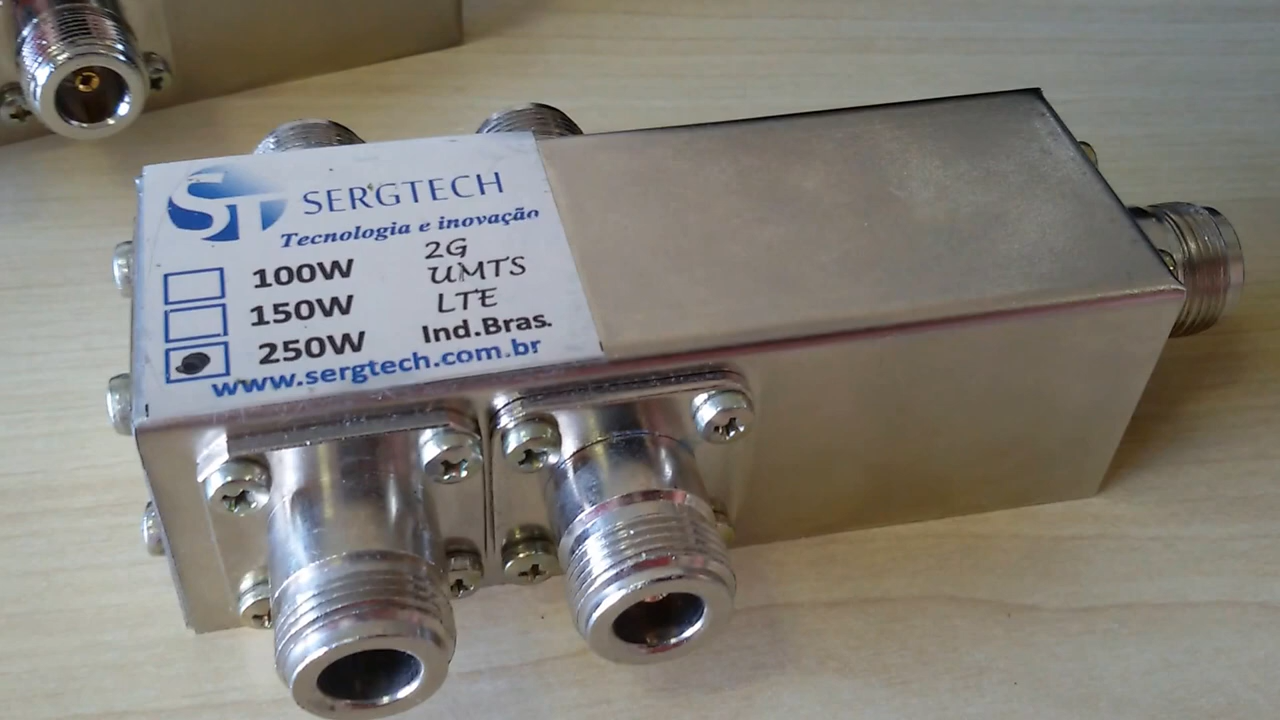 ST SERGTECH
Tecnologia e inovação
100W 2G
150W UMTS
LTE
250W Ind.Bras.
www.sergtech.com.br